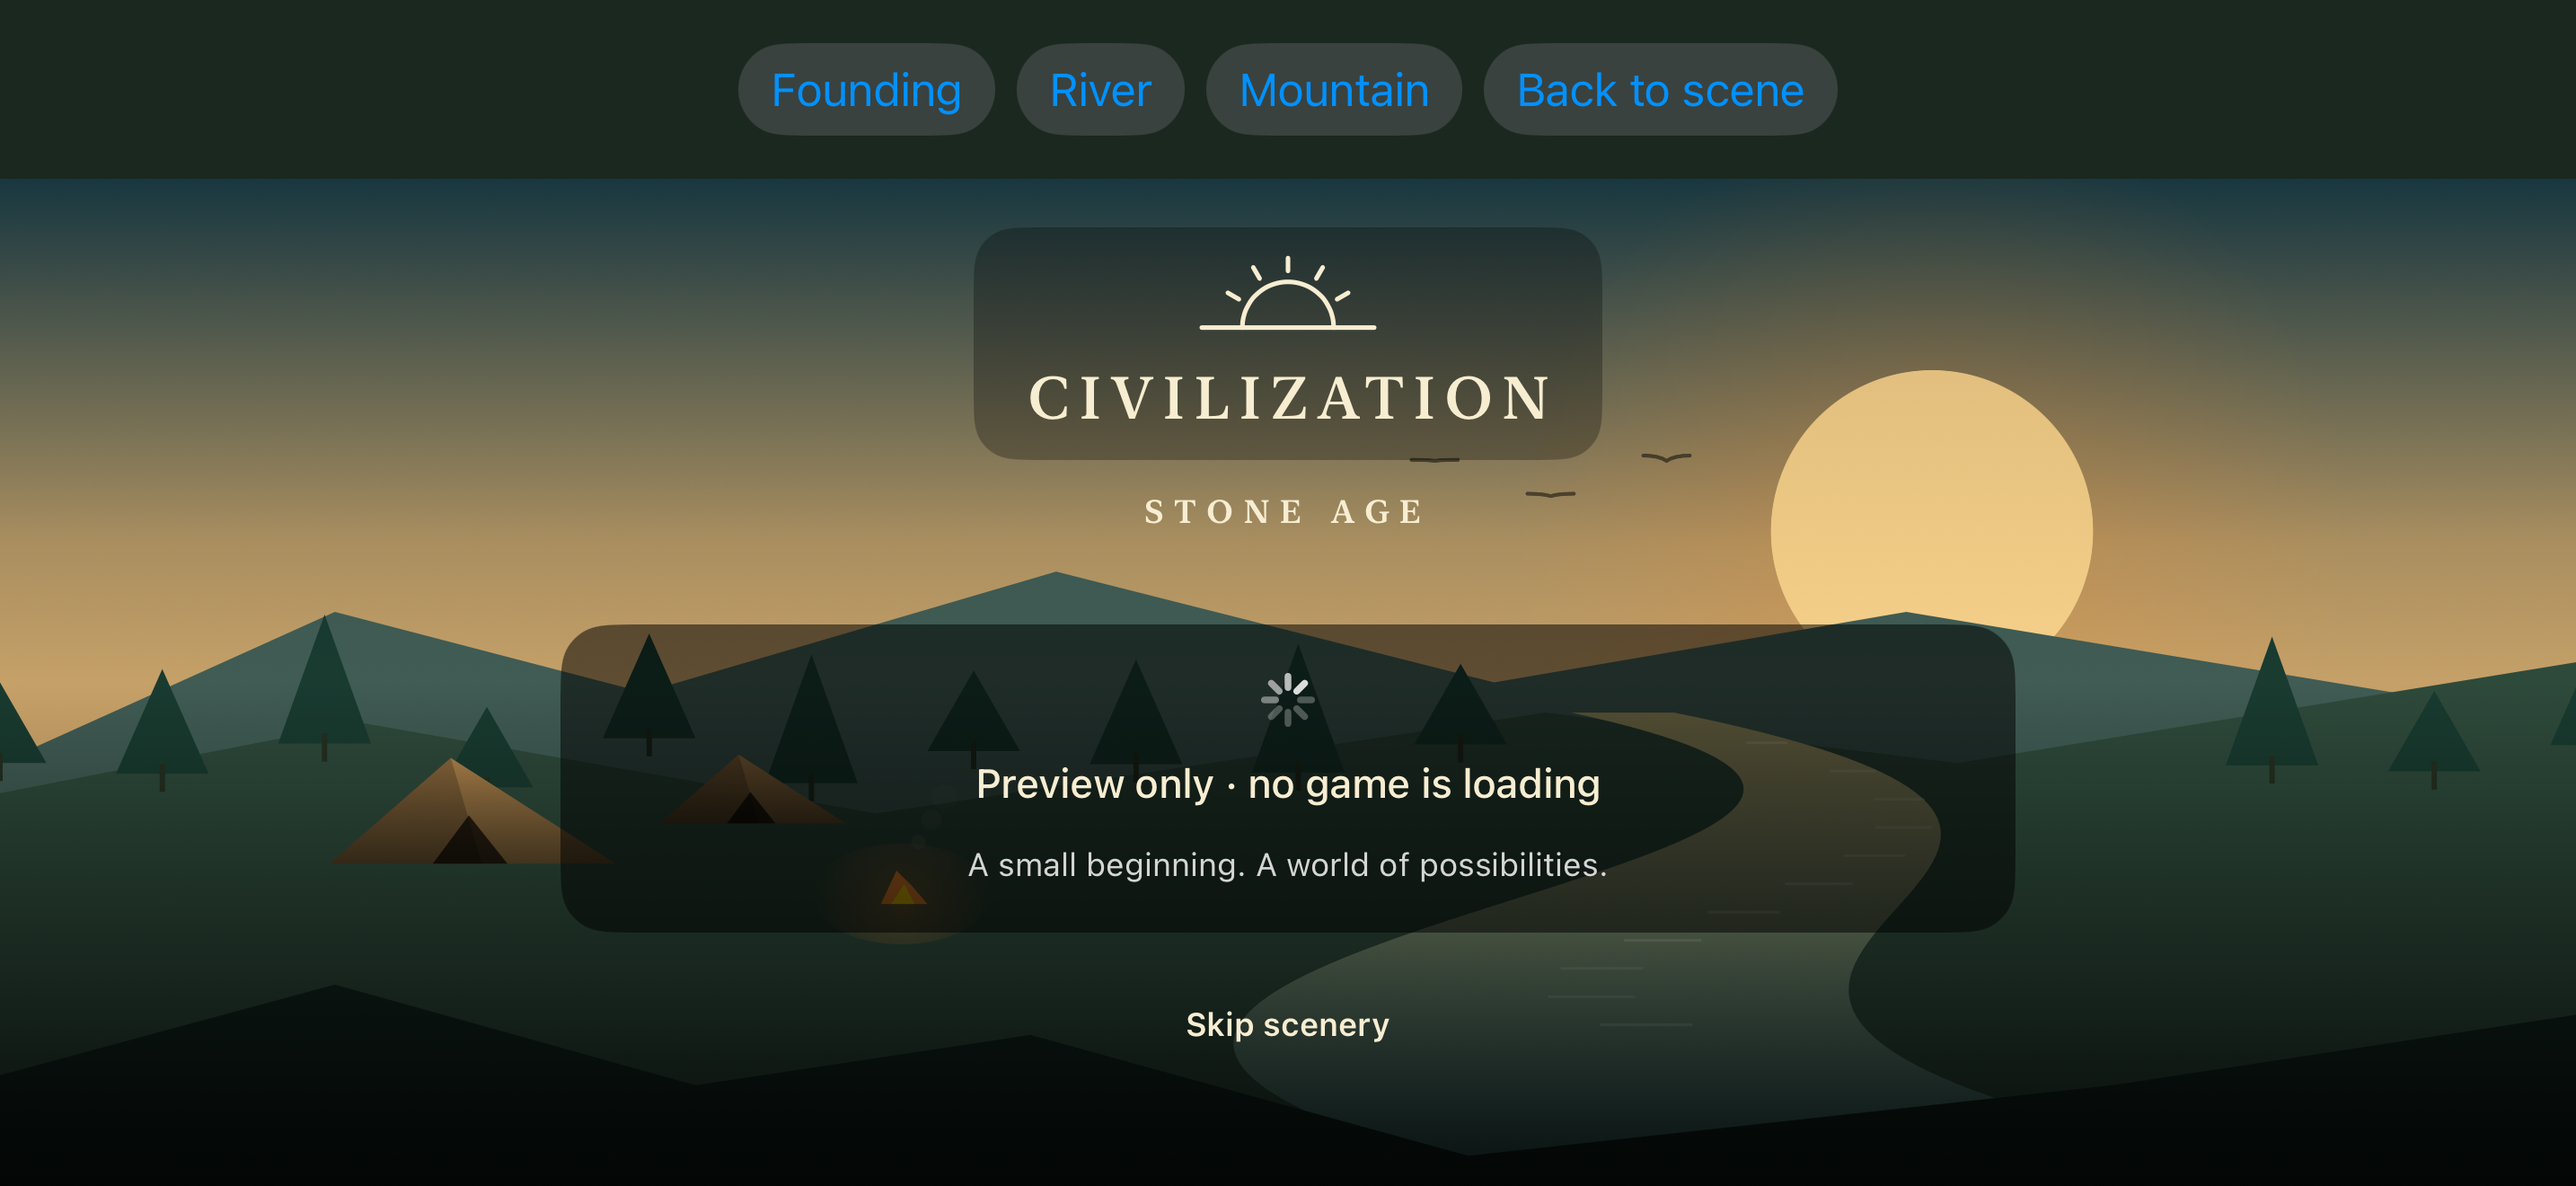 Founding River Mountain Back to scene
CIVILIZATION
STONE AGE
Preview only · no game is loading
A small beginning. A world of possibilities.
Skip scenery